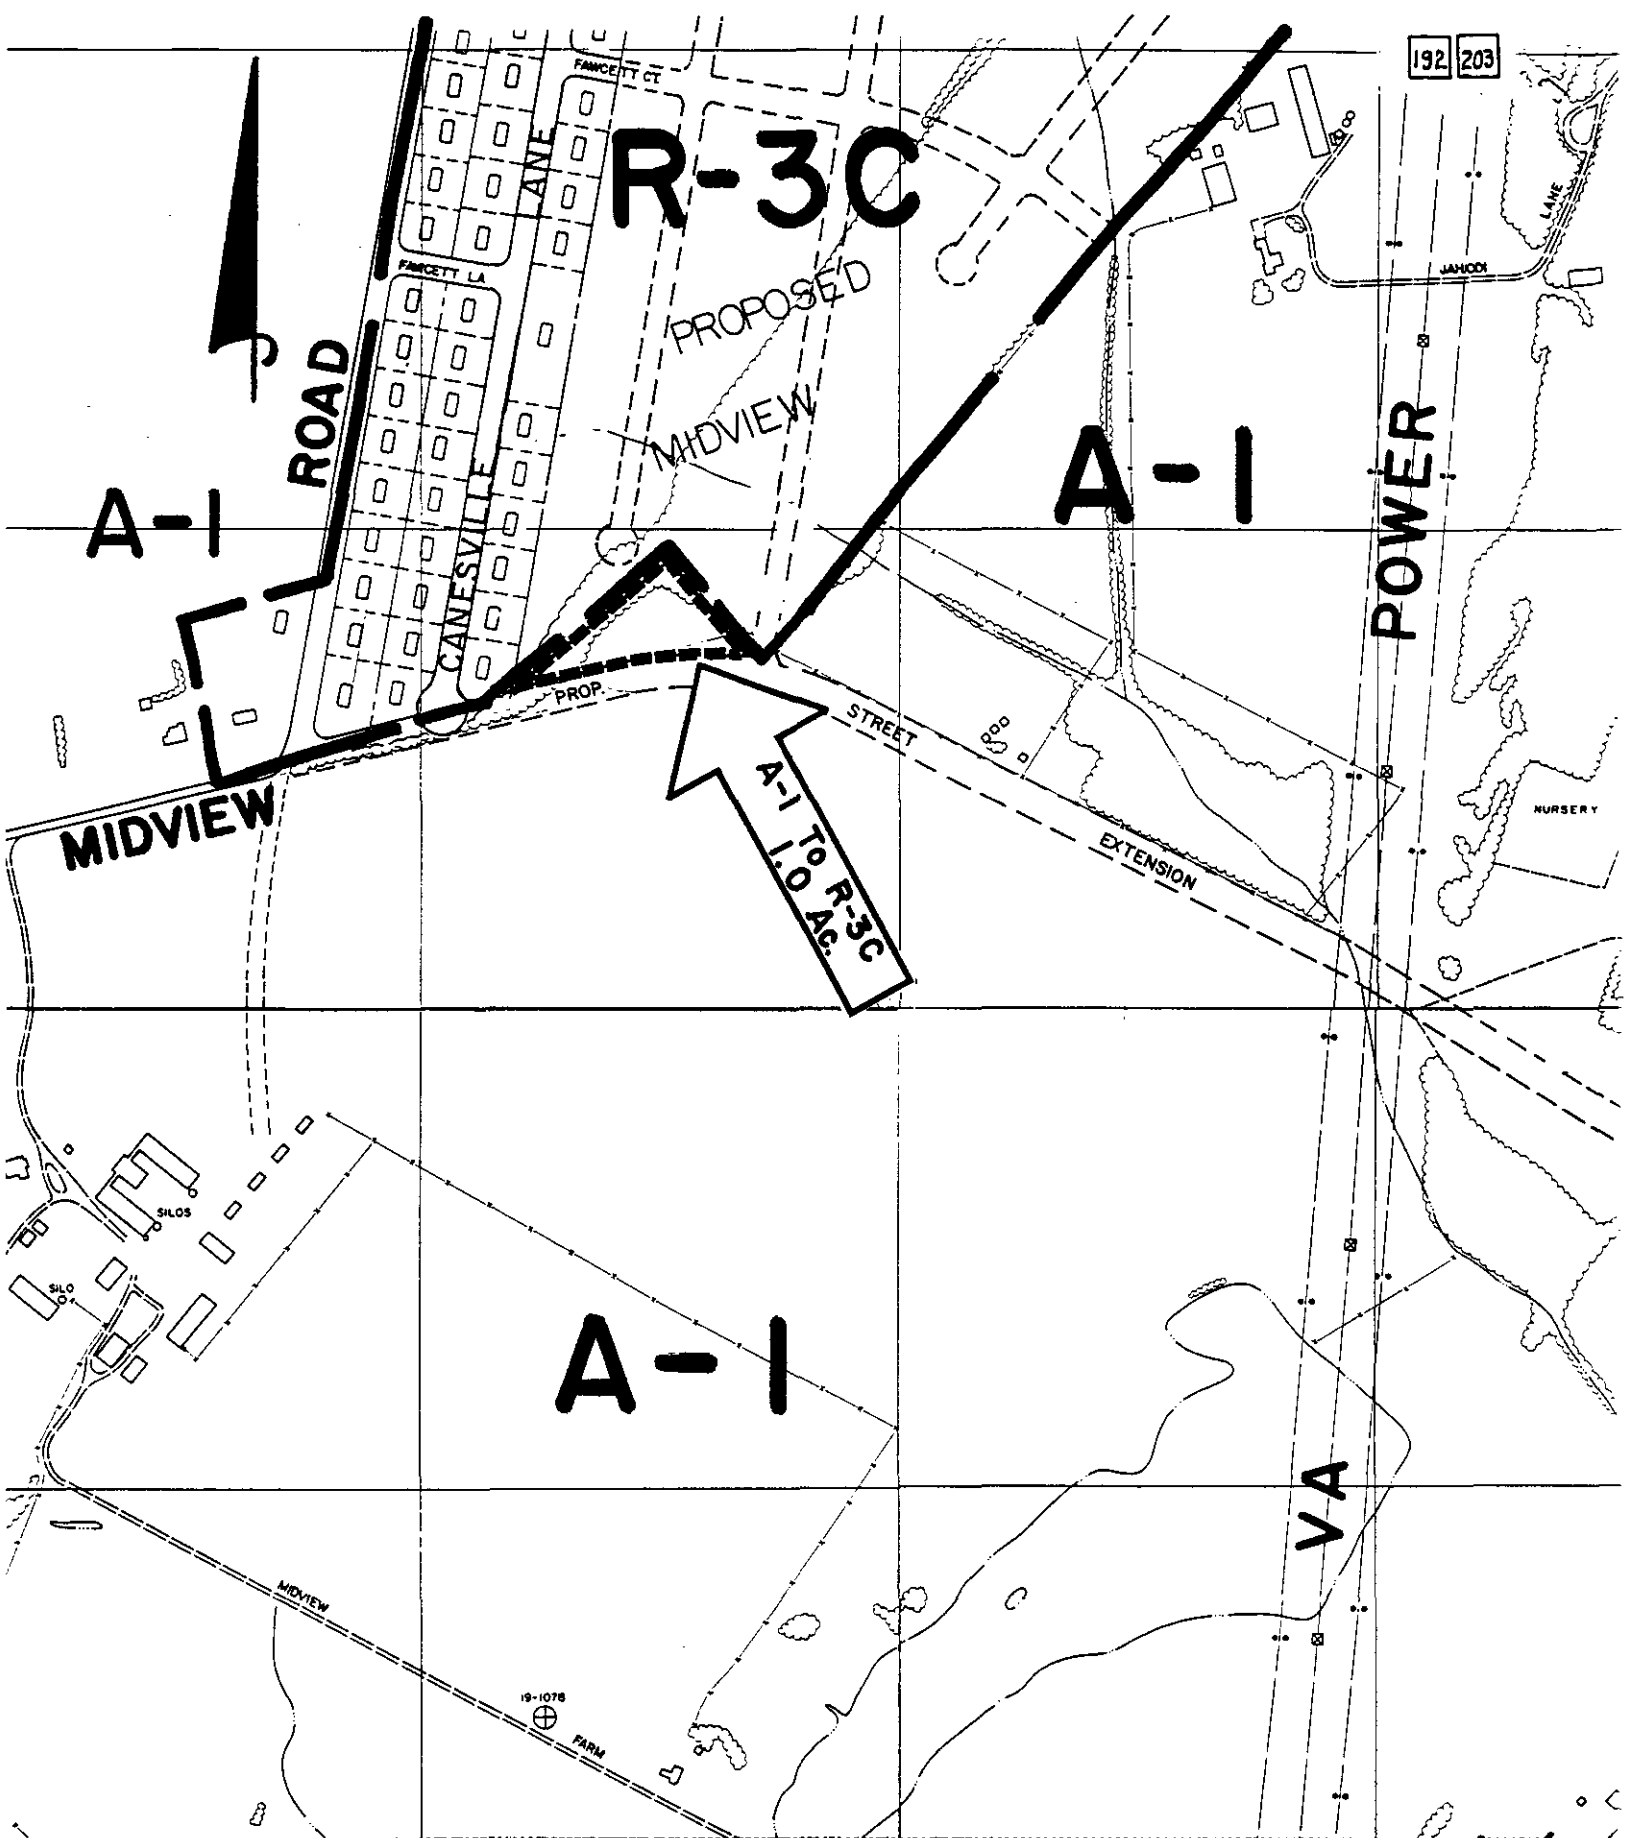 192 203
FAWCETT CT.
LANE
R-3C
LANE
FAWCETT LA
JAHODI
PROPOSED
ROAD
MIDVIEW
A-1
POWER
A-1
CANESVILLE
PROP.
STREET
MIDVIEW
A-1 TO R-3C
1.0 AC.
EXTENSION
NURSERY
SILOS
SILO
A-1
VA
MIDVIEW
19-1078
FARM